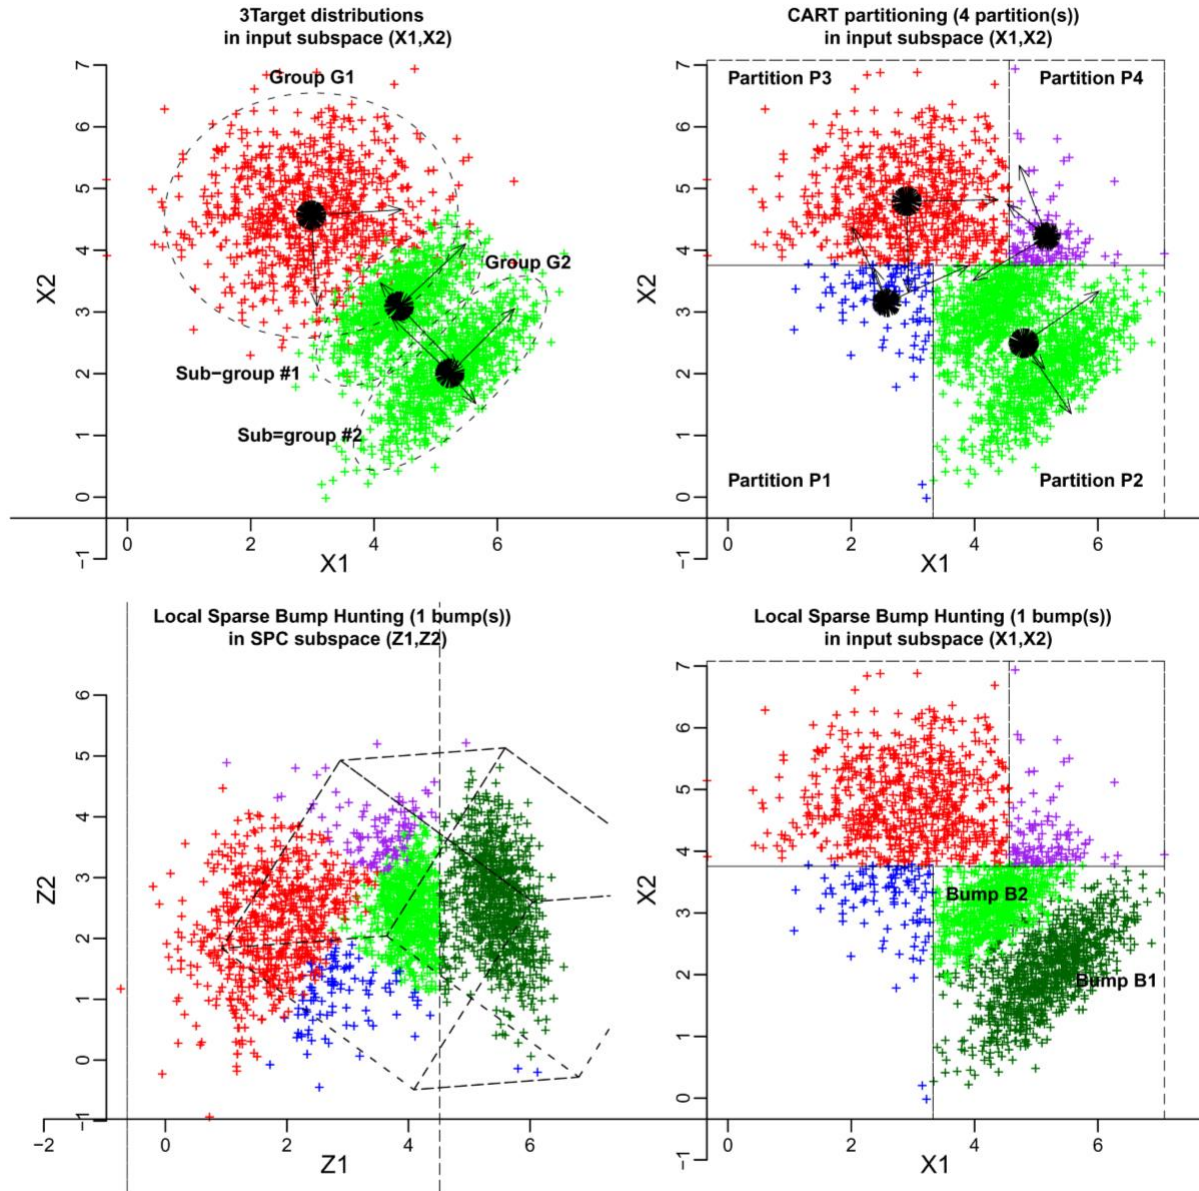 3Target distributions
in input subspace (X1,X2)
7
6
5
4
3
2
1
0
−1
X2
Group G1
Group G2
Sub−group #1
Sub=group #2
0
2
4
6
X1
CART partitioning (4 partition(s))
in input subspace (X1,X2)
7
6
5
4
3
2
1
0
−1
X2
Partition P3
Partition P4
Partition P1
Partition P2
0
2
4
6
X1
Local Sparse Bump Hunting (1 bump(s))
in SPC subspace (Z1,Z2)
6
5
4
3
2
1
0
−1
Z2
−2
0
2
4
6
Z1
Local Sparse Bump Hunting (1 bump(s))
in input subspace (X1,X2)
7
6
5
4
3
2
1
0
−1
X2
Bump B2
Bump B1
0
2
4
6
X1